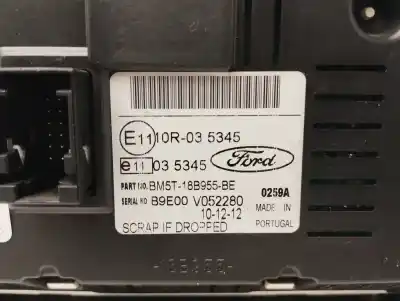 E11 10R-03 5345
e11 03 5345
Ford
PART NO. BM5T-18B955-BE
0259A
SERIAL NO B9E00 V052280
10-12-12
MADE IN
PORTUGAL
SCRAP IF DROPPED